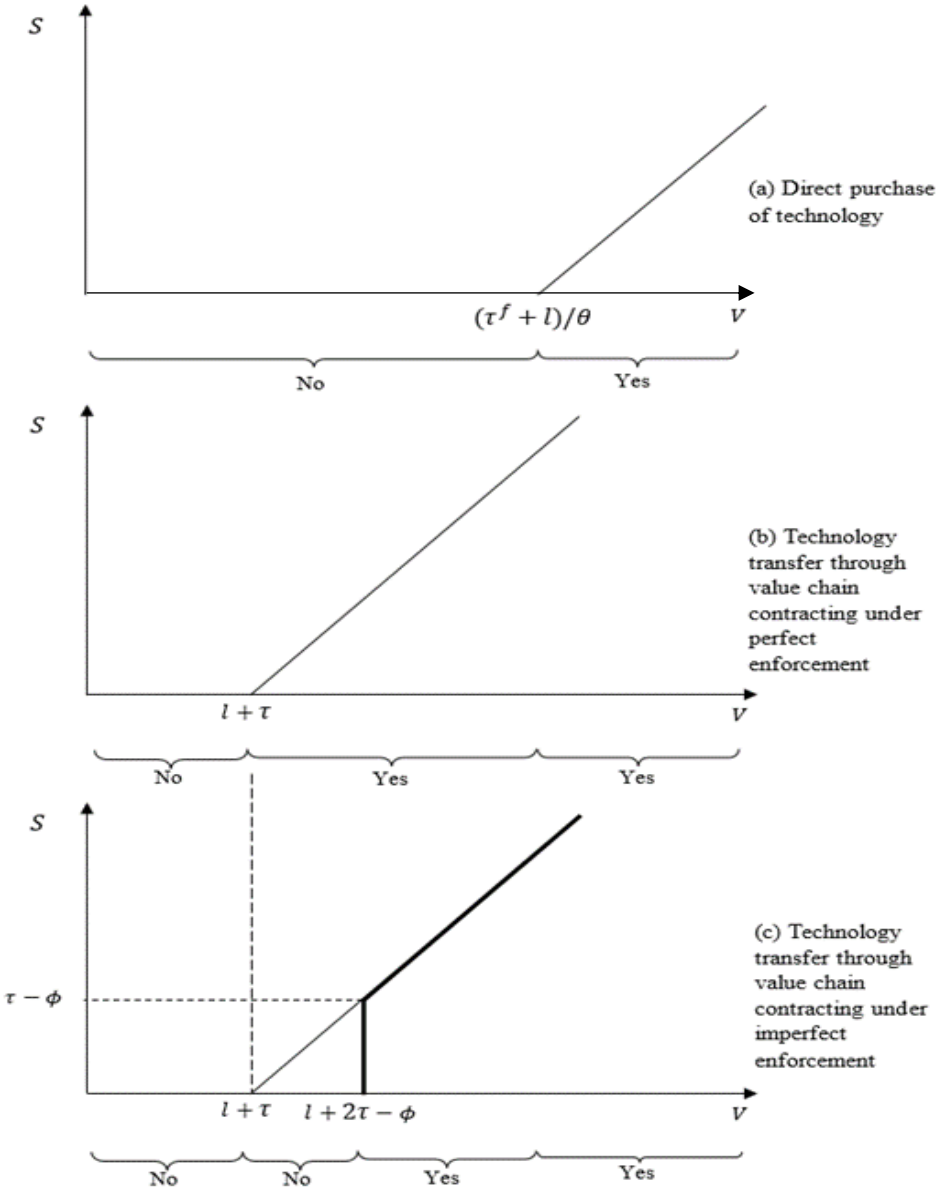 S
(a) Direct purchase
of technology
(τ^f + l)/θ
V
No
Yes
S
(b) Technology
transfer through
value chain
contracting under
perfect
enforcement
l + τ
V
No
Yes
Yes
S
(c) Technology
transfer through
value chain
contracting under
imperfect
enforcement
τ − ϕ
l + τ
l + 2τ − ϕ
V
No
No
Yes
Yes